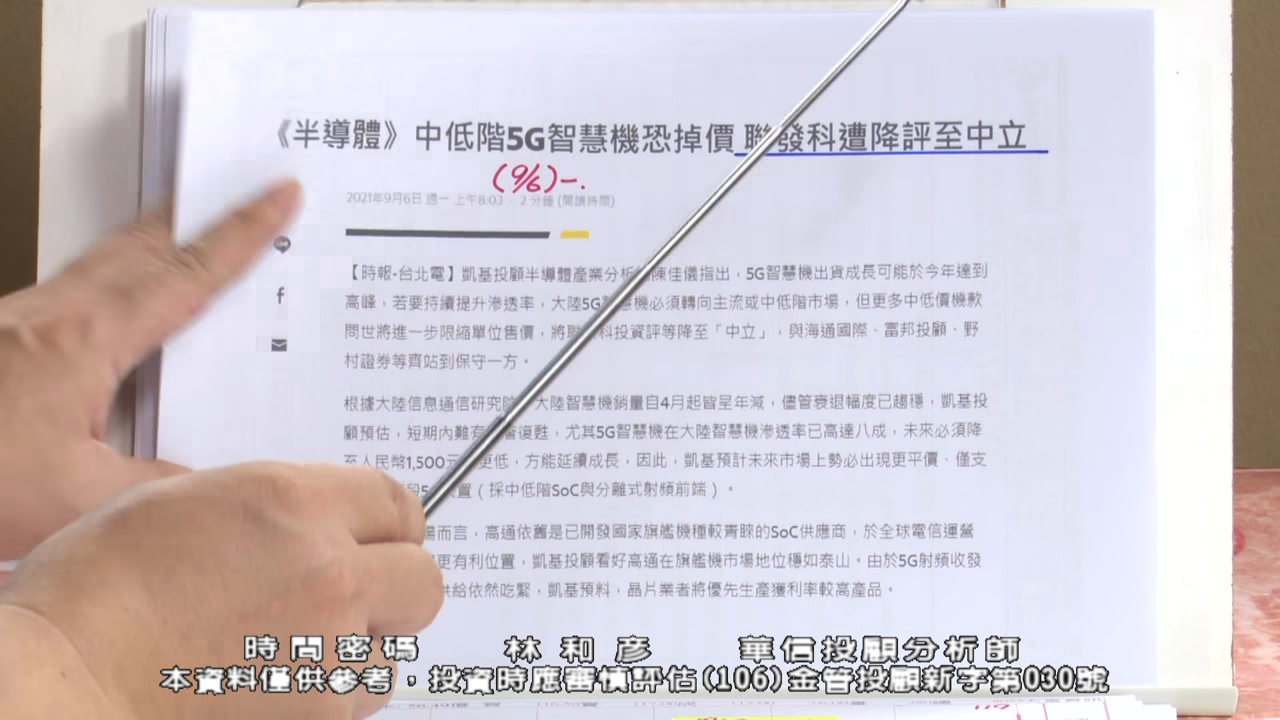 《半導體》中低階5G智慧機恐掉價 聯發科遭降評至中立
(9/6)一.
2021年9月6日 週一 上午8:03 · 2 分鐘 (閱讀時間)
【時報-台北電】凱基投顧半導體產業分析 陳佳儀指出，5G智慧機出貨成長可能於今年達到
高峰，若要持續提升滲透率，大陸5G 慧機必須轉向主流或中低階市場，但更多中低價機款
問世將進一步限縮單位售價，將聯 科投資評等降至「中立」，與海通國際、富邦投顧、野
村證券等齊站到保守一方。
根據大陸信息通信研究院 大陸智慧機銷量自4月起皆呈年減，儘管衰退幅度已趨穩，凱基投
顧預估，短期內難有 復甦，尤其5G智慧機在大陸智慧機滲透率已高達八成，未來必須降
至人民幣1,500元 更低，方能延續成長，因此，凱基預計未來市場上勢必出現更平價、僅支
段5 置（採中低階SoC與分離式射頻前端）。
而言，高通依舊是已開發國家旗艦機種較青睞的SoC供應商，於全球電信運營
更有利位置，凱基投顧看好高通在旗艦機市場地位穩如泰山。由於5G射頻收發
供給依然吃緊，凱基預料，晶片業者將優先生產獲利率較高產品。
時間密碼 林和彥 華信投顧分析師
本資料僅供參考，投資時應審慎評估(106)金管投顧新字第030號